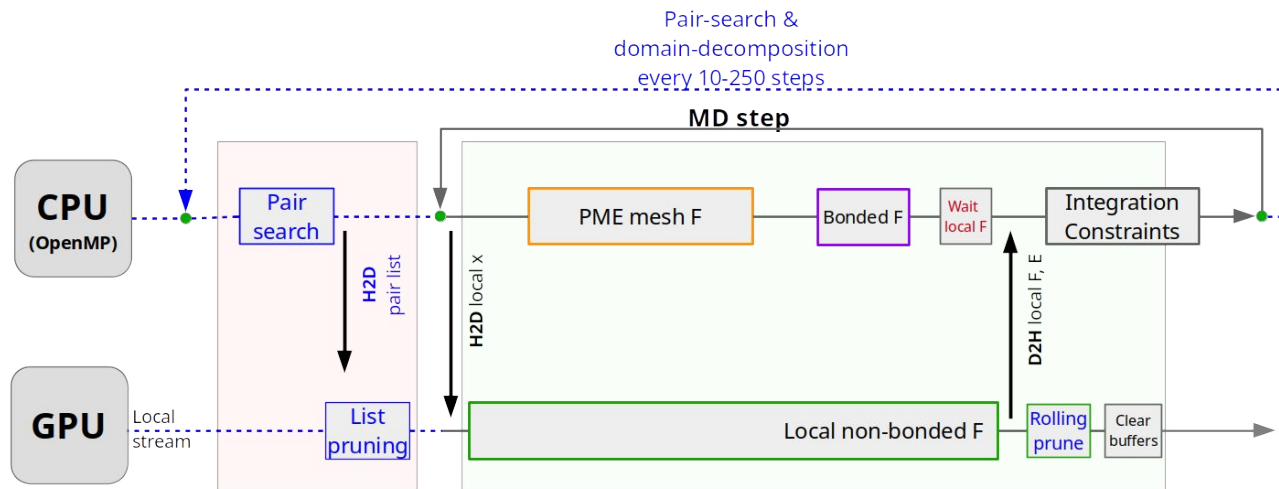 Pair-search &
domain-decomposition
every 10-250 steps
MD step
CPU
(OpenMP)
Pair
search
PME mesh F
Bonded F
Wait
local F
Integration
Constraints
H2D
pair list
H2D local x
D2H local F, E
GPU
Local
stream
List
pruning
Local non-bonded F
Rolling
prune
Clear
buffers